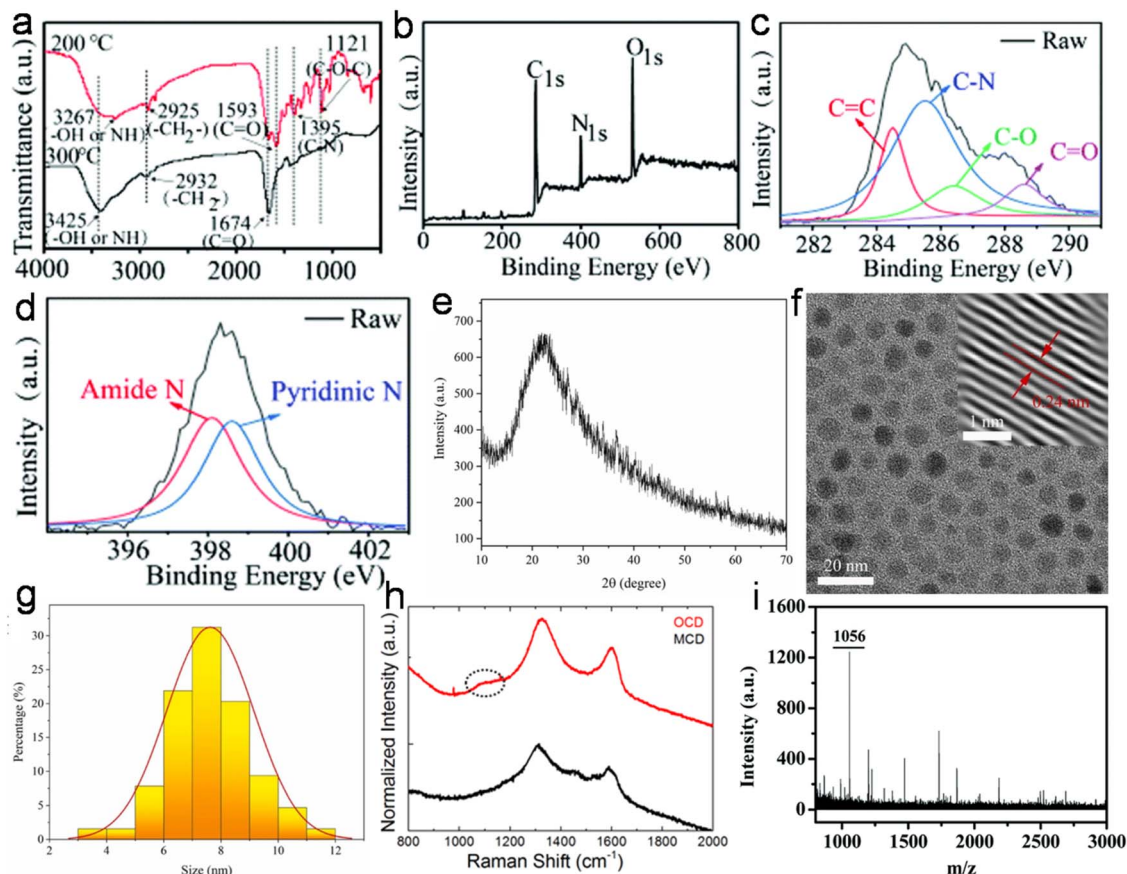 a
Transmittance (a.u.)
200 °C
1121
(C-O-C)
3267
-OH or NH)
2925
(-CH2-)
1593
(C=O)
1395
(C-N)
300°C
2932
(-CH2-
3425
(-OH or NH)
1674
(C=O)
4000 3000 2000 1000
b
Intensity (a.u.)
C1s
N1s
O1s
0 200 400 600 800
Binding Energy (eV)
c
Intensity (a.u.)
Raw
C=C
C-N
C-O
C=O
282 284 286 288 290
Binding Energy (eV)
d
Intensity (a.u.)
Raw
Amide N
Pyridinic N
396 398 400 402
Binding Energy (eV)
e
Intensity (a.u.)
700
600
500
400
300
200
100
10 20 30 40 50 60 70
2θ (degree)
f
0.24 nm
1 nm
20 nm
g
Percentage (%)
30
25
20
15
10
5
0
2 4 6 8 10 12
Size (nm)
h
Normalized Intensity (a.u.)
OCD
MCD
800 1000 1200 1400 1600 1800 2000
Raman Shift (cm-1)
i
Intensity (a.u.)
1600
1200
800
400
0
1056
1000 1500 2000 2500 3000
m/z